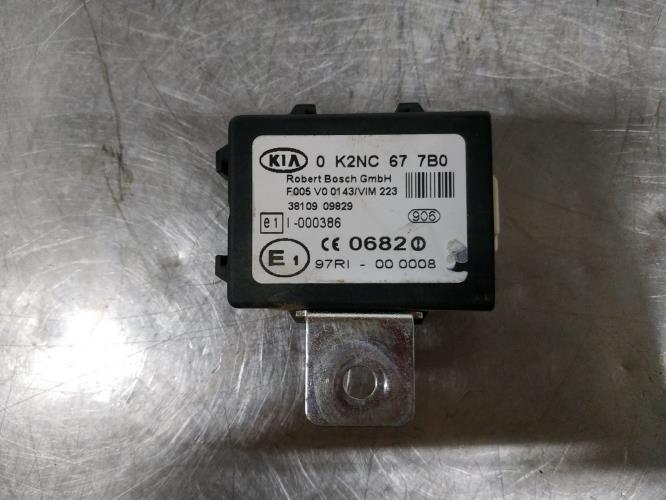 KIA 0 K2NC 67 7B0
Robert Bosch GmbH
F.005 V0 0143/VIM 223
38109 09829
e1 I-000386 906
E1 CE 0682
97RI - 00 0008